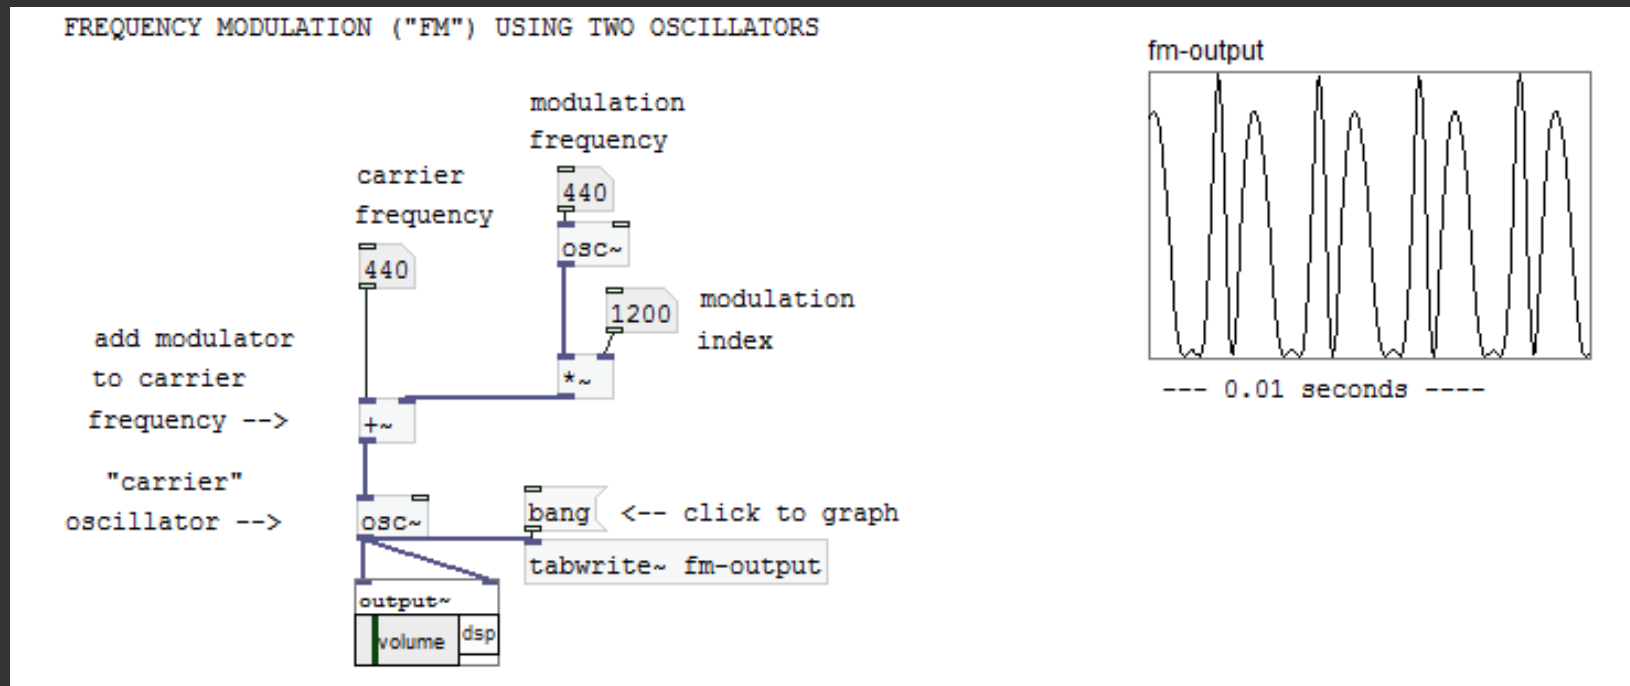 FREQUENCY MODULATION ("FM") USING TWO OSCILLATORS
fm-output
modulation
frequency
carrier
frequency
440
osc~
440
1200
modulation
index
add modulator
to carrier
frequency -->
*~
+~
"carrier"
oscillator -->
osc~
bang
<-- click to graph
tabwrite~ fm-output
output~
volume
dsp
--- 0.01 seconds ----